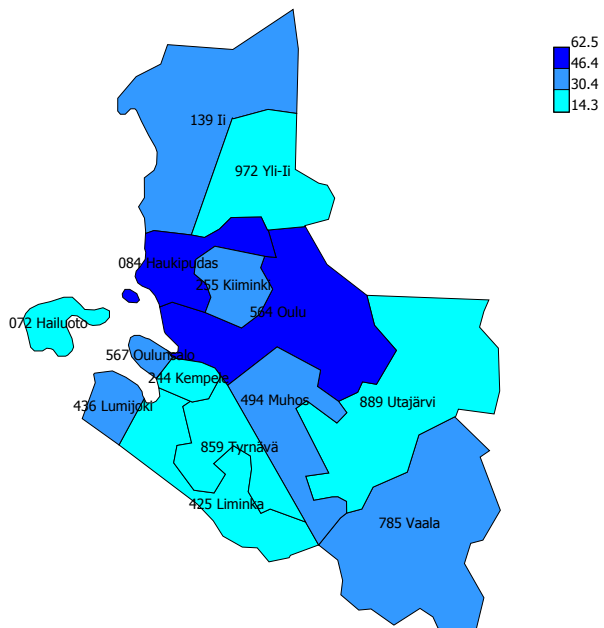 62.5
46.4
30.4
14.3
139 Ii
972 Yli-Ii
084 Haukipudas
255 Kiiminki
564 Oulu
072 Hailuoto
567 Oulunsalo
244 Kempele
436 Lumijoki
494 Muhos
889 Utajärvi
859 Tyrnävä
425 Liminka
785 Vaala